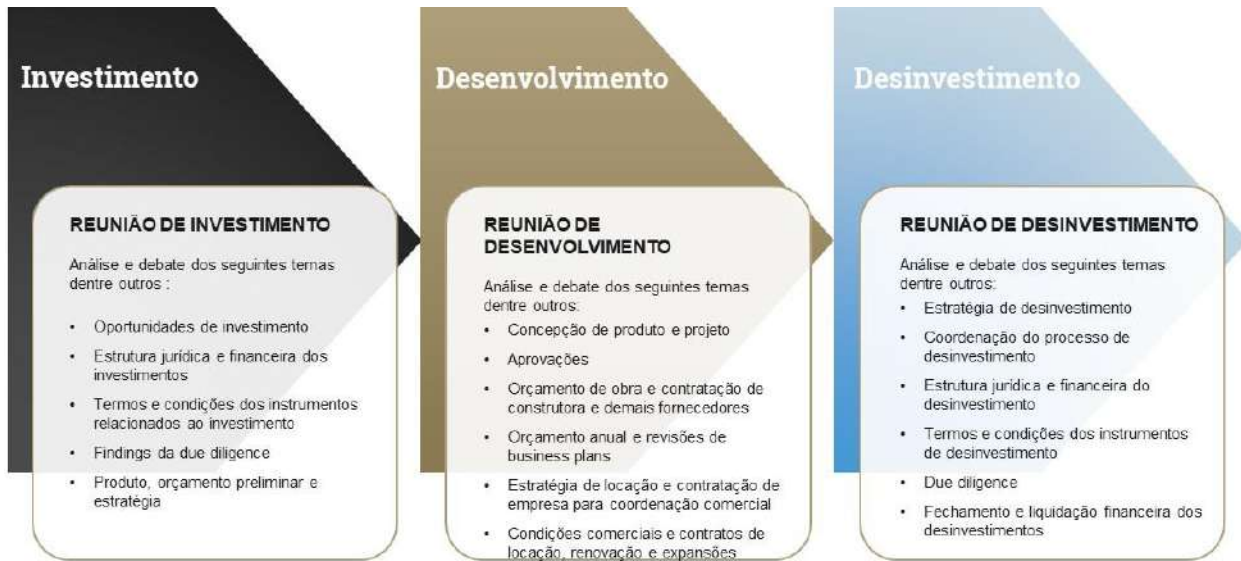 Investimento
REUNIÃO DE INVESTIMENTO
Análise e debate dos seguintes temas
dentre outros :
• Oportunidades de investimento
• Estrutura jurídica e financeira dos
investimentos
• Termos e condições dos instrumentos
relacionados ao investimento
• Findings da due diligence
• Produto, orçamento preliminar e
estratégia
Desenvolvimento
REUNIÃO DE
DESENVOLVIMENTO
Análise e debate dos seguintes temas
dentre outros:
• Concepção de produto e projeto
• Aprovações
• Orçamento de obra e contratação de
construtora e demais fornecedores
• Orçamento anual e revisões de
business plans
• Estratégia de locação e contratação de
empresa para coordenação comercial
• Condições comerciais e contratos de
locação, renovação e expansões
Desinvestimento
REUNIÃO DE DESINVESTIMENTO
Análise e debate dos seguintes temas
dentre outros:
• Estratégia de desinvestimento
• Coordenação do processo de
desinvestimento
• Estrutura jurídica e financeira do
desinvestimento
• Termos e condições dos instrumentos
de desinvestimento
• Due diligence
• Fechamento e liquidação financeira dos
desinvestimentos